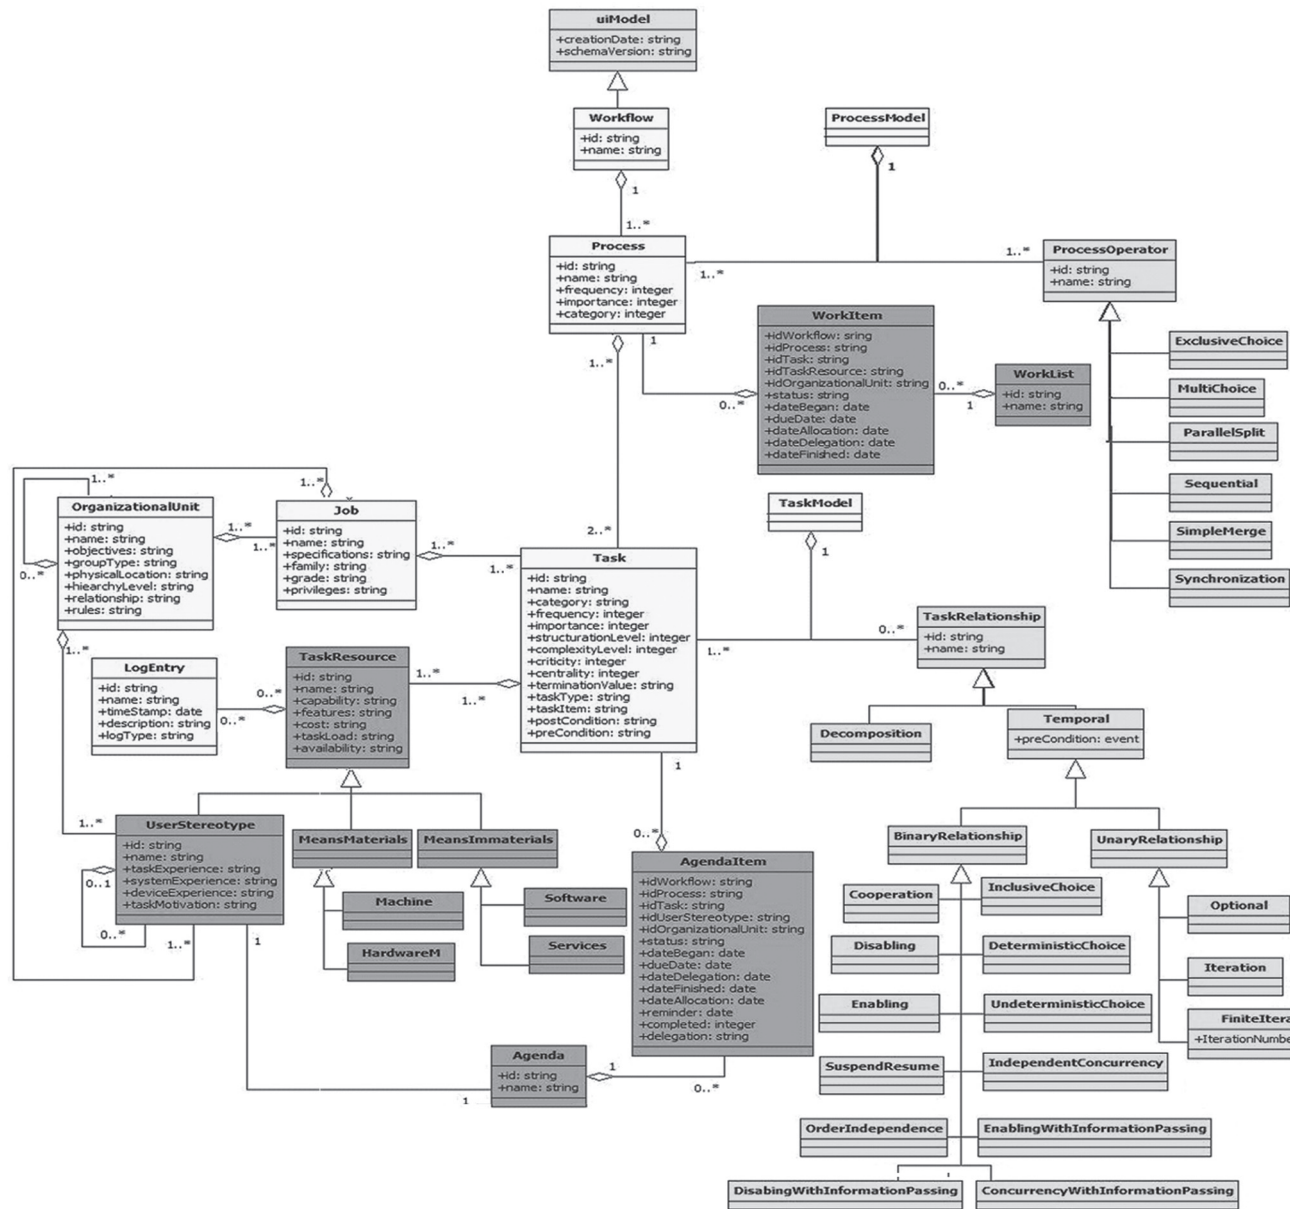 uiModel
+creationDate: string
+schemaVersion: string
Workflow
+id: string
+name: string
1
1..*
ProcessModel
1
Process
+id: string
+name: string
+frequency: integer
+importance: integer
+category: integer
1..*
1..*
ProcessOperator
+id: string
+name: string
1
1..*
WorkItem
+idWorkflow: sring
+idProcess: string
+idTask: string
+idTaskResource: string
+idOrganizationalUnit: string
+status: string
+dateBegan: date
+dueDate: date
+dateAllocation: date
+dateDelegation: date
+dateFinished: date
0..*
0..*
1
WorkList
+id: string
+name: string
ExclusiveChoice
MultiChoice
ParallelSplit
Sequential
SimpleMerge
Synchronization
1..*
1..*
OrganizationalUnit
+id: string
+name: string
+objectives: string
+groupType: string
+physicalLocation: string
+hiearchyLevel: string
+relationship: string
+rules: string
0..*
1..*
1..*
1..*
Job
+id: string
+name: string
+specifications: string
+family: string
+grade: string
+privileges: string
1..*
1..*
2..*
TaskModel
1
Task
+id: string
+name: string
+category: string
+frequency: integer
+importance: integer
+structurationLevel: integer
+complexityLevel: integer
+criticity: integer
+centrality: integer
+terminationValue: string
+taskType: string
+taskItem: string
+postCondition: string
+preCondition: string
1..*
0..*
TaskRelationship
+id: string
+name: string
LogEntry
+id: string
+name: string
+timeStamp: date
+description: string
+logType: string
0..*
0..*
TaskResource
+id: string
+name: string
+capability: string
+features: string
+cost: string
+taskLoad: string
+availability: string
1..*
1..*
1
Decomposition
Temporal
+preCondition: event
1..*
UserStereotype
+id: string
+name: string
+taskExperience: string
+systemExperience: string
+deviceExperience: string
+taskMotivation: string
0..1
0..*
1..*
1
MeansMaterials
MeansImmaterials
Machine
HardwareM
Software
Services
0..*
AgendaItem
+idWorkflow: string
+idProcess: string
+idTask: string
+idUserStereotype: string
+idOrganizationalUnit: string
+status: string
+dateBegan: date
+dueDate: date
+dateDelegation: date
+dateFinished: date
+dateAllocation: date
+reminder: date
+completed: integer
+delegation: string
0..*
1
Agenda
+id: string
+name: string
1
BinaryRelationship
UnaryRelationship
Cooperation
InclusiveChoice
Disabling
DeterministicChoice
Enabling
UndeterministicChoice
SuspendResume
IndependentConcurrency
OrderIndependence
EnablingWithInformationPassing
DisabingWithInformationPassing
ConcurrencyWithInformationPassing
Optional
Iteration
FiniteItera
+IterationNumbe